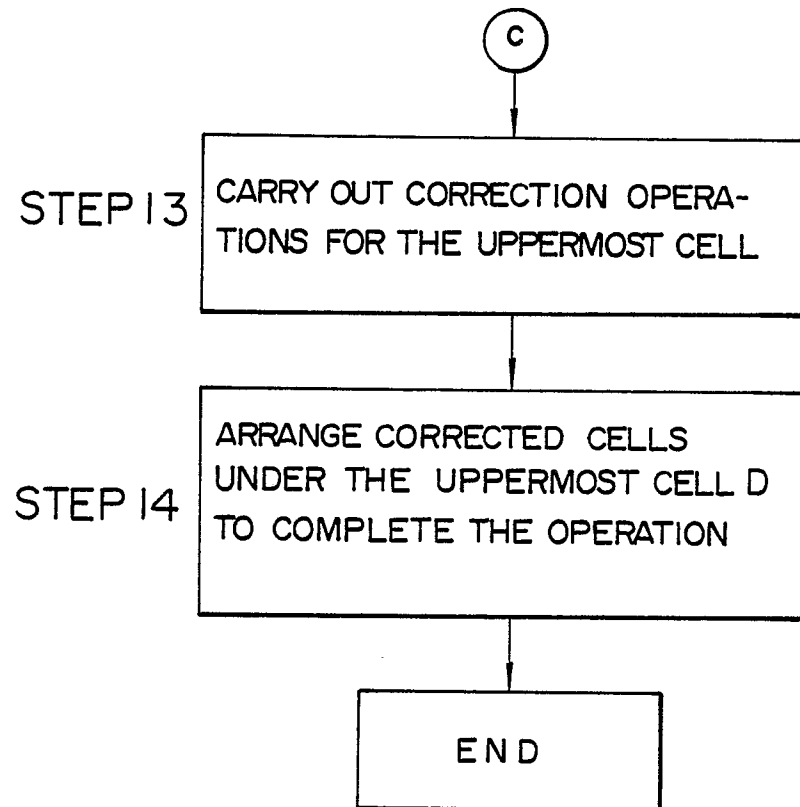 C
STEP 13
CARRY OUT CORRECTION OPERA-
TIONS FOR THE UPPERMOST CELL
STEP 14
ARRANGE CORRECTED CELLS
UNDER THE UPPERMOST CELL D
TO COMPLETE THE OPERATION
END